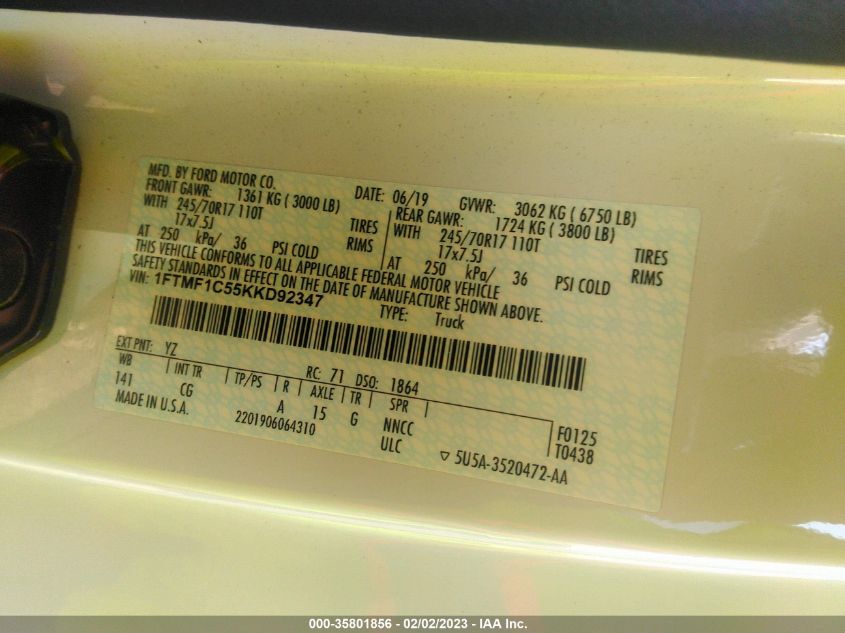 MFD. BY FORD MOTOR CO.
DATE: 06/19 GVWR: 3062 KG ( 6750 LB)
FRONT GAWR: 1361 KG ( 3000 LB) REAR GAWR: 1724 KG ( 3800 LB)
WITH 245/70R17 110T TIRES WITH 245/70R17 110T TIRES
17x7.5J RIMS 17x7.5J RIMS
AT 250 kPa/ 36 PSI COLD AT 250 kPa/ 36 PSI COLD
THIS VEHICLE CONFORMS TO ALL APPLICABLE FEDERAL MOTOR VEHICLE
SAFETY STANDARDS IN EFFECT ON THE DATE OF MANUFACTURE SHOWN ABOVE.
VIN: 1FTMF1C55KKD92347
TYPE: Truck
EXT PNT: YZ RC: 71 DSO: 1864
WB INT TR TP/PS R AXLE TR SPR
141 CG A 15 G NNCC F0125
ULC T0438
MADE IN U.S.A. 2201906064310 ▽ 5U5A-3520472-AA
000-35801856 - 02/02/2023 - IAA Inc.